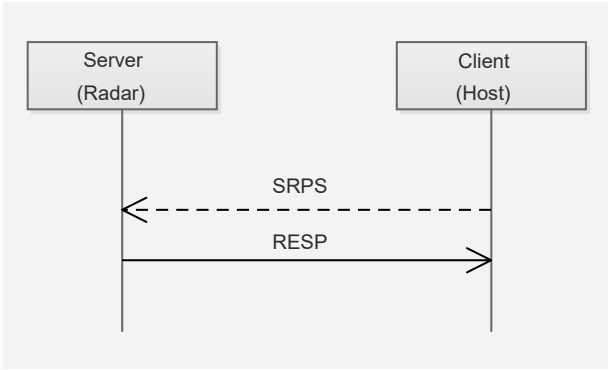 Server
(Radar)
Client
(Host)
SRPS
RESP